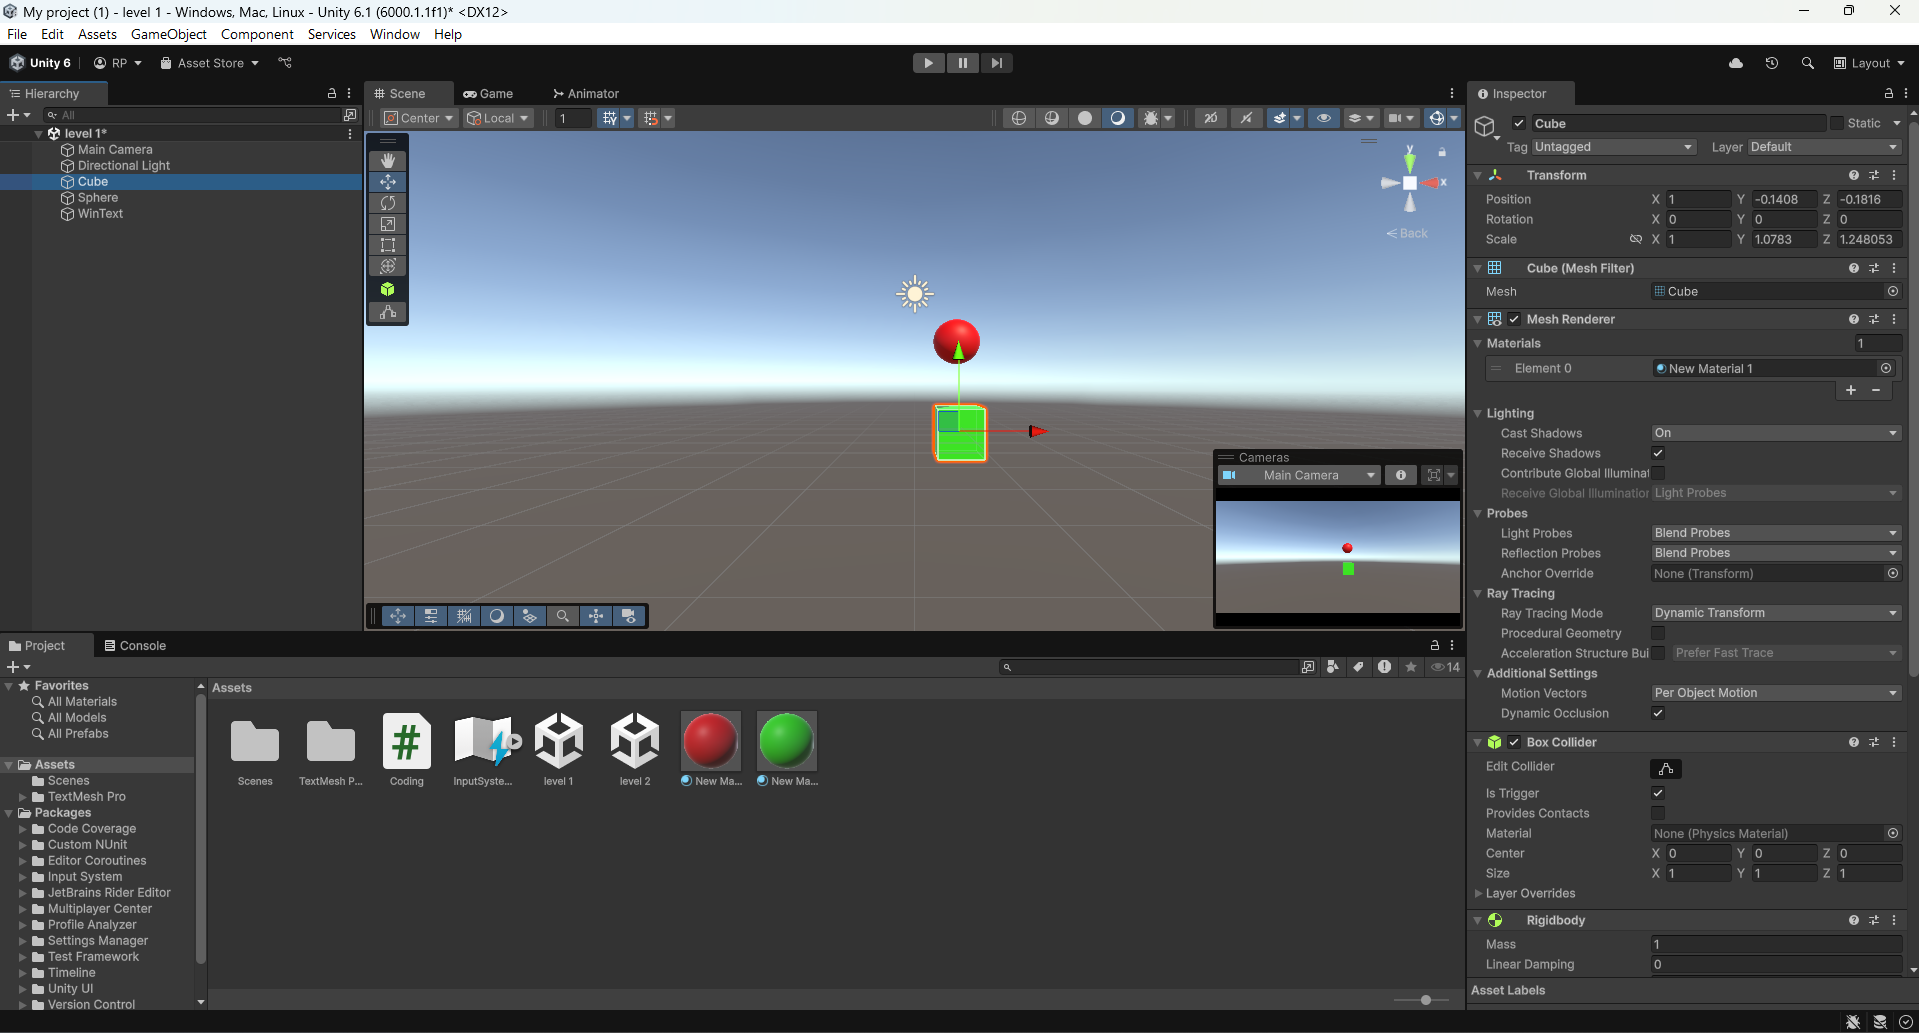 My project (1) - level 1 - Windows, Mac, Linux - Unity 6.1 (6000.1.1f1)* <DX12>
File Edit Assets GameObject Component Services Window Help
Unity 6 RP Asset Store Layout
Hierarchy
All
level 1*
Main Camera
Directional Light
Cube
Sphere
WinText
Scene Game Animator
Center Local 1
y
x
Back
Cameras
Main Camera
Inspector
Cube Static
Tag Untagged Layer Default
Transform
Position X 1 Y -0.1408 Z -0.1816
Rotation X 0 Y 0 Z 0
Scale X 1 Y 1.0783 Z 1.248053
Cube (Mesh Filter)
Mesh Cube
Mesh Renderer
Materials 1
Element 0 New Material 1
Lighting
Cast Shadows On
Receive Shadows
Contribute Global Illuminat
Receive Global Illumination Light Probes
Probes
Light Probes Blend Probes
Reflection Probes Blend Probes
Anchor Override None (Transform)
Ray Tracing
Ray Tracing Mode Dynamic Transform
Procedural Geometry
Acceleration Structure Bui Prefer Fast Trace
Additional Settings
Motion Vectors Per Object Motion
Dynamic Occlusion
Box Collider
Edit Collider
Is Trigger
Provides Contacts
Material None (Physics Material)
Center X 0 Y 0 Z 0
Size X 1 Y 1 Z 1
Layer Overrides
Rigidbody
Mass 1
Linear Damping 0
Asset Labels
Project Console
14
Favorites
All Materials
All Models
All Prefabs
Assets
Scenes
TextMesh Pro
Packages
Code Coverage
Custom NUnit
Editor Coroutines
Input System
JetBrains Rider Editor
Multiplayer Center
Profile Analyzer
Settings Manager
Test Framework
Timeline
Unity UI
Version Control
Assets
Scenes TextMesh P... Coding InputSyste... level 1 level 2 New Ma... New Ma...